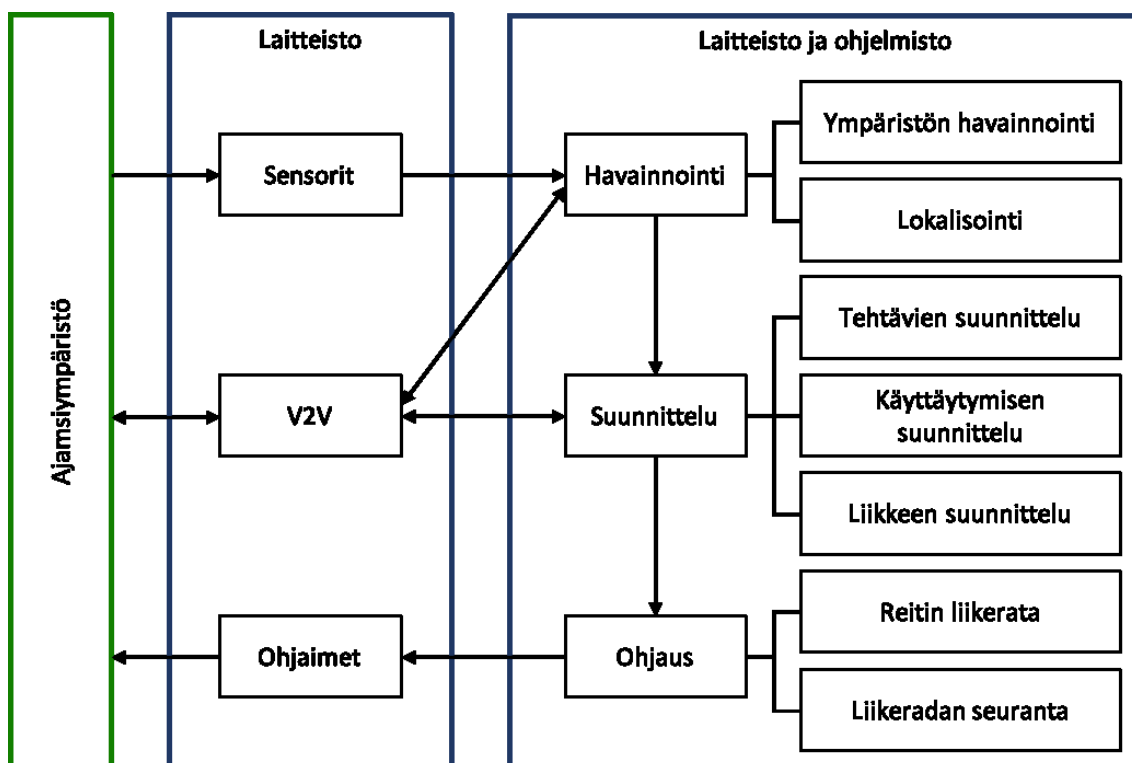 Laitteisto
Laitteisto ja ohjelmisto
Ajamsiympäristö
Sensorit
Havainnointi
Ympäristön havainnointi
Lokalisointi
V2V
Suunnittelu
Tehtävien suunnittelu
Käyttäytymisen
suunnittelu
Liikkeen suunnittelu
Ohjaimet
Ohjaus
Reitin liikerata
Liikeradan seuranta